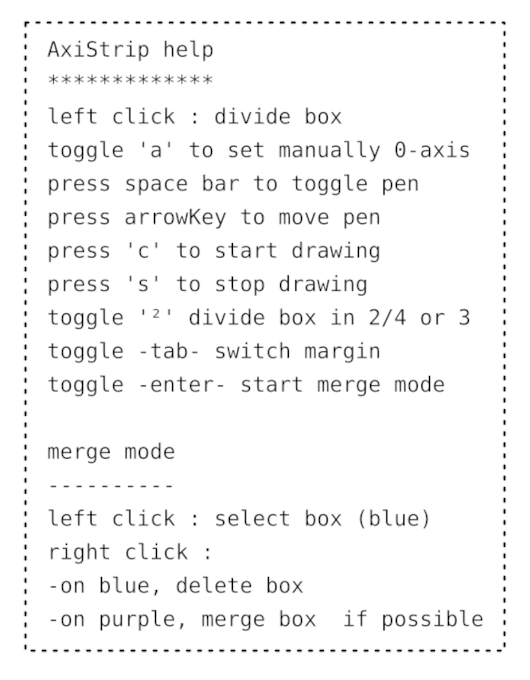 AxiStrip help
*************
left click : divide box
toggle 'a' to set manually 0-axis
press space bar to toggle pen
press arrowKey to move pen
press 'c' to start drawing
press 's' to stop drawing
toggle '²' divide box in 2/4 or 3
toggle -tab- switch margin
toggle -enter- start merge mode

merge mode
----------
left click : select box (blue)
right click :
-on blue, delete box
-on purple, merge box  if possible